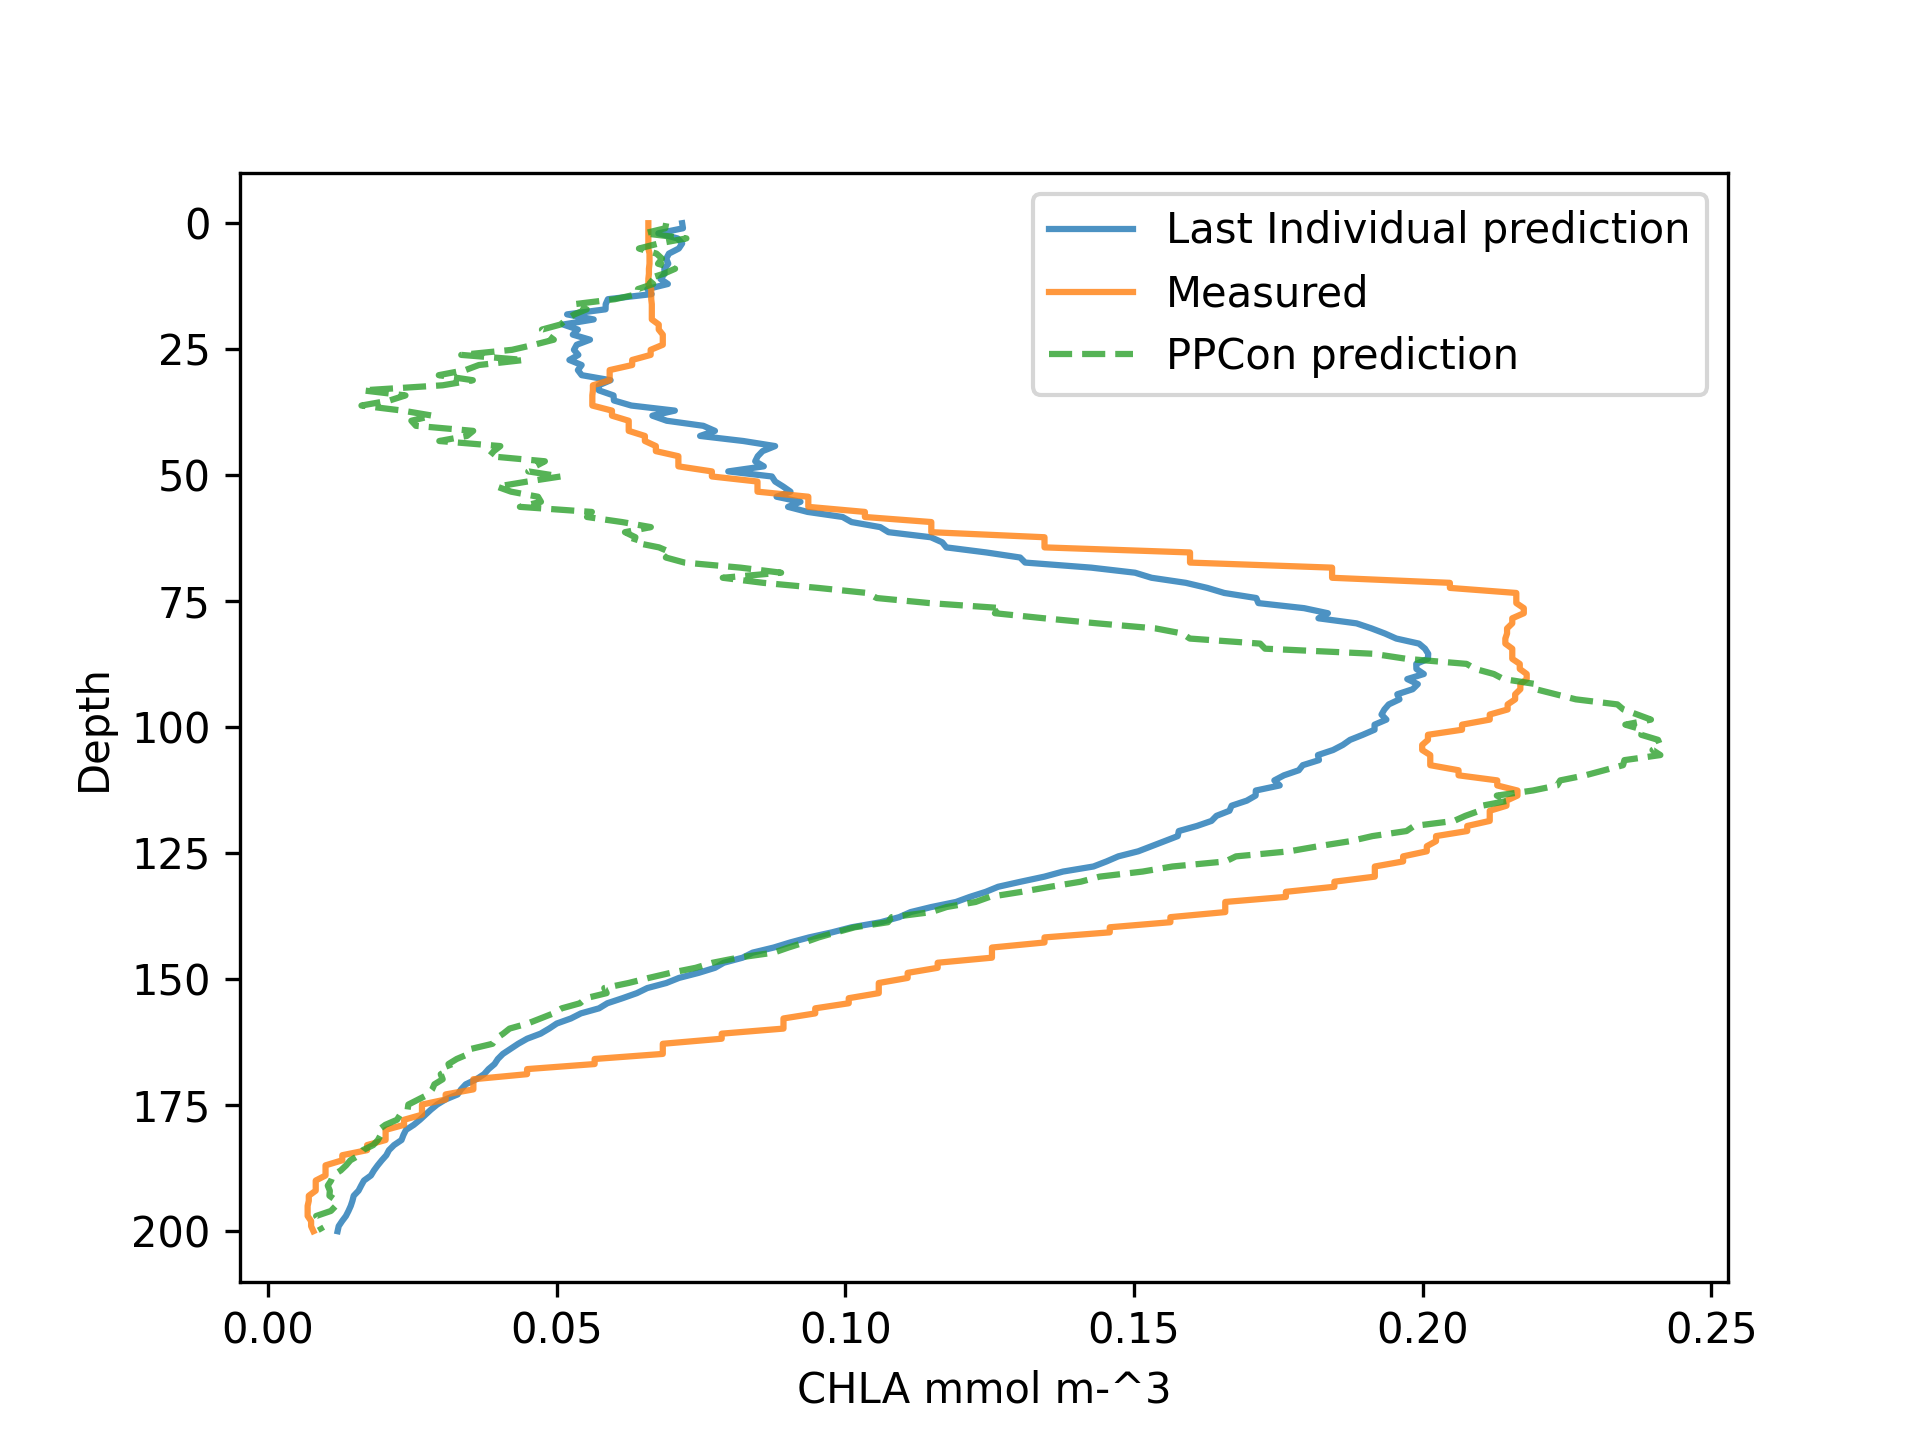 Last Individual prediction
Measured
PPCon prediction
Depth
0
25
50
75
100
125
150
175
200
0.00 0.05 0.10 0.15 0.20 0.25
CHLA mmol m-^3